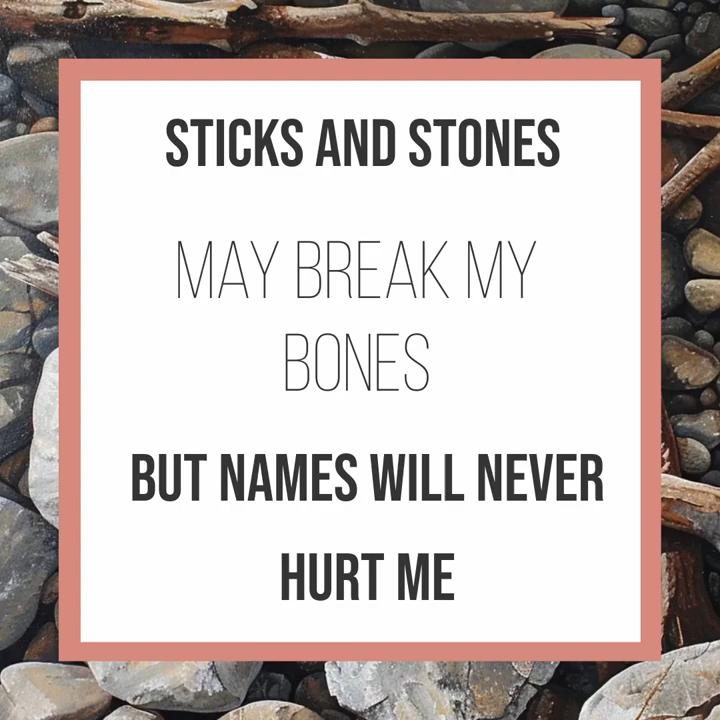 STICKS AND STONES
MAY BREAK MY
BONES
BUT NAMES WILL NEVER
HURT ME